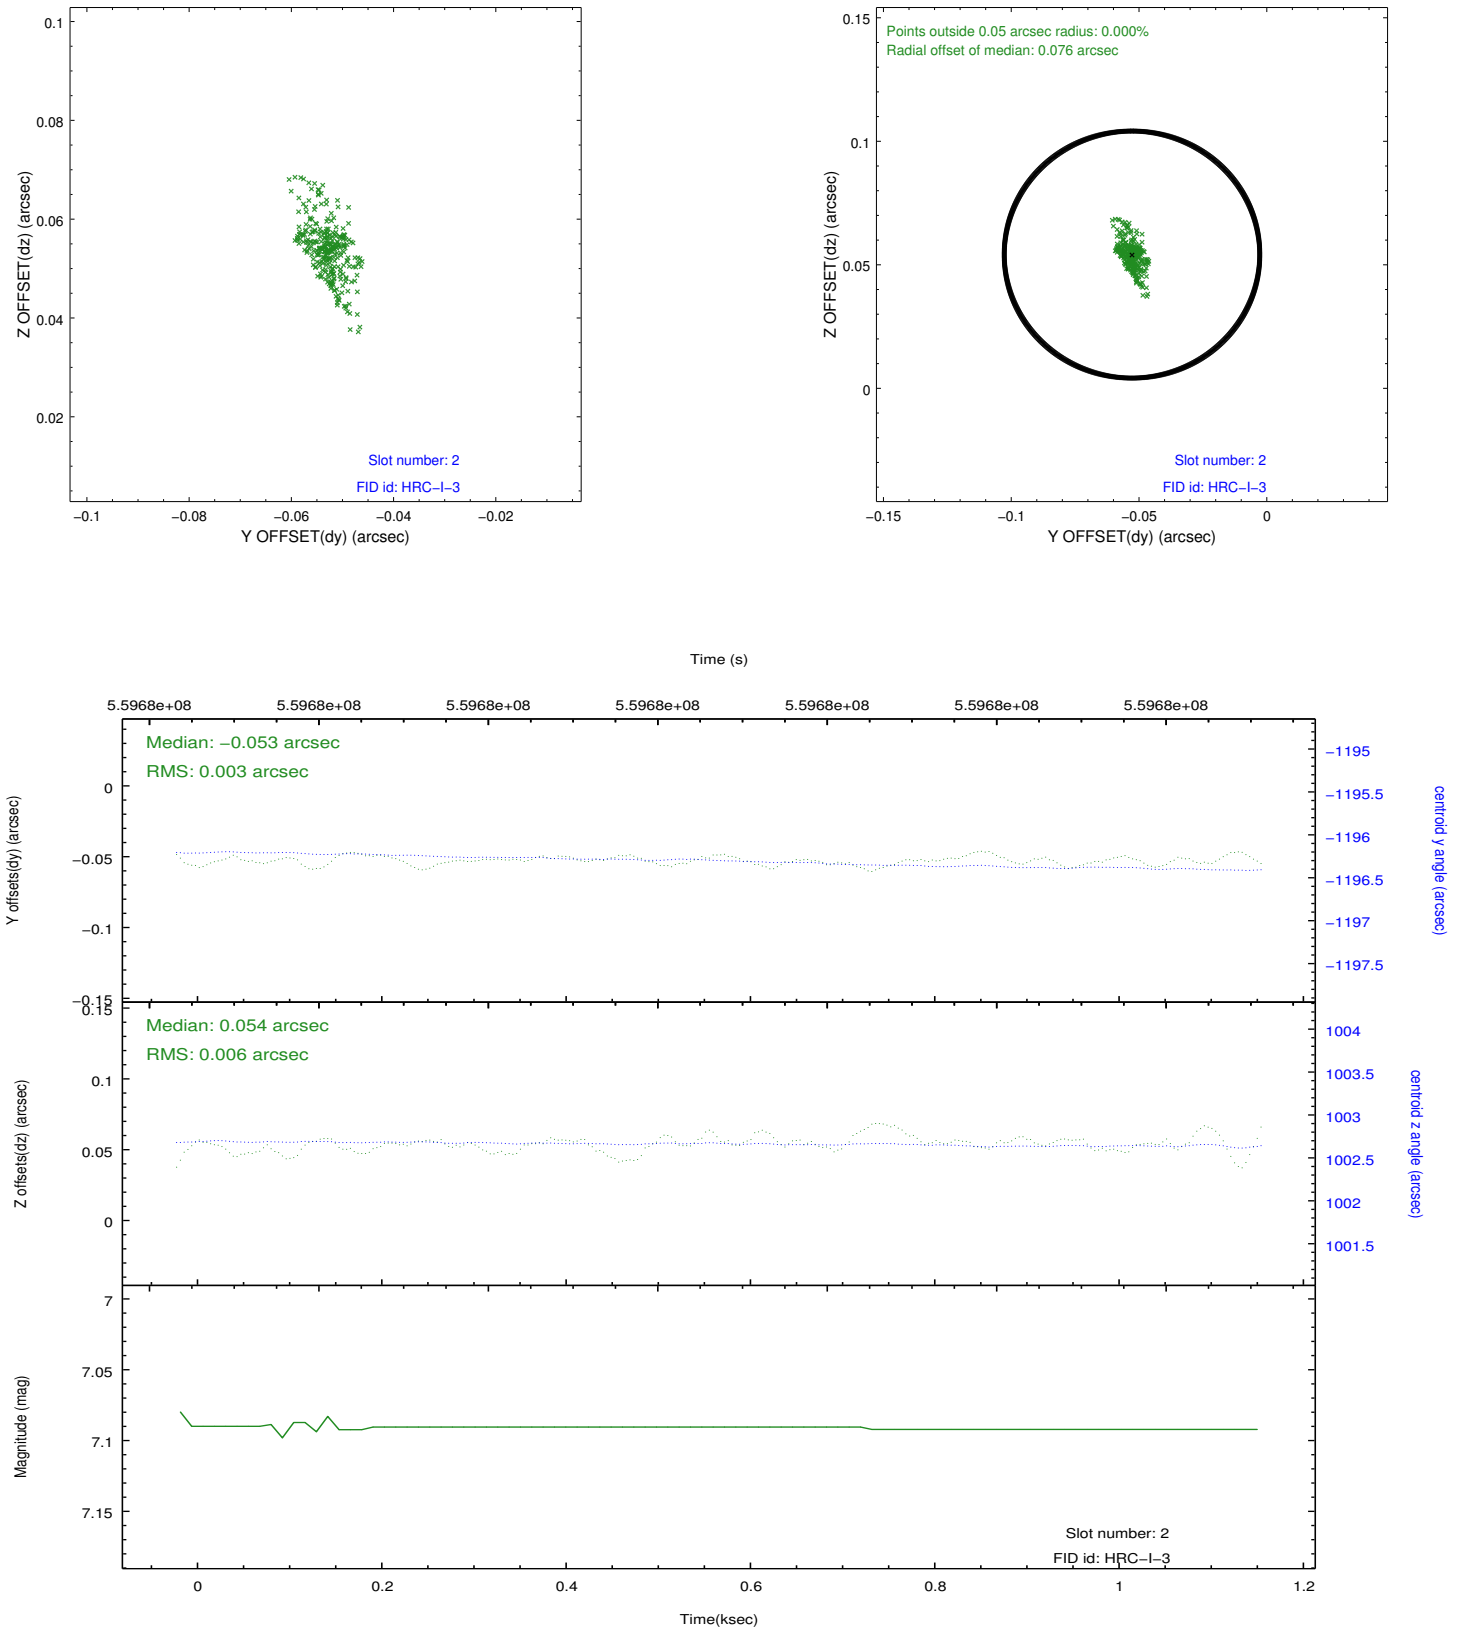 0.1
0.08
0.06
0.04
0.02
Z OFFSET(dz) (arcsec)
Slot number: 2
FID id: HRC−I−3
−0.1 −0.08 −0.06 −0.04 −0.02
Y OFFSET(dy) (arcsec)
Points outside 0.05 arcsec radius: 0.000%
Radial offset of median: 0.076 arcsec
0.15
0.1
0.05
0
Z OFFSET(dz) (arcsec)
Slot number: 2
FID id: HRC−I−3
−0.15 −0.1 −0.05 0
Y OFFSET(dy) (arcsec)
Time (s)
5.5968e+08 5.5968e+08 5.5968e+08 5.5968e+08 5.5968e+08 5.5968e+08 5.5968e+08
Median: −0.053 arcsec
RMS: 0.003 arcsec
0
−0.05
−0.1
−0.15
Y offsets(dy) (arcsec)
−1195
−1195.5
−1196
−1196.5
−1197
−1197.5
centroid y angle (arcsec)
Median: 0.054 arcsec
RMS: 0.006 arcsec
0.15
0.1
0.05
0
Z offsets(dz) (arcsec)
1004
1003.5
1003
1002.5
1002
1001.5
centroid z angle (arcsec)
7
7.05
7.1
7.15
Magnitude (mag)
Slot number: 2
FID id: HRC−I−3
0 0.2 0.4 0.6 0.8 1 1.2
Time(ksec)